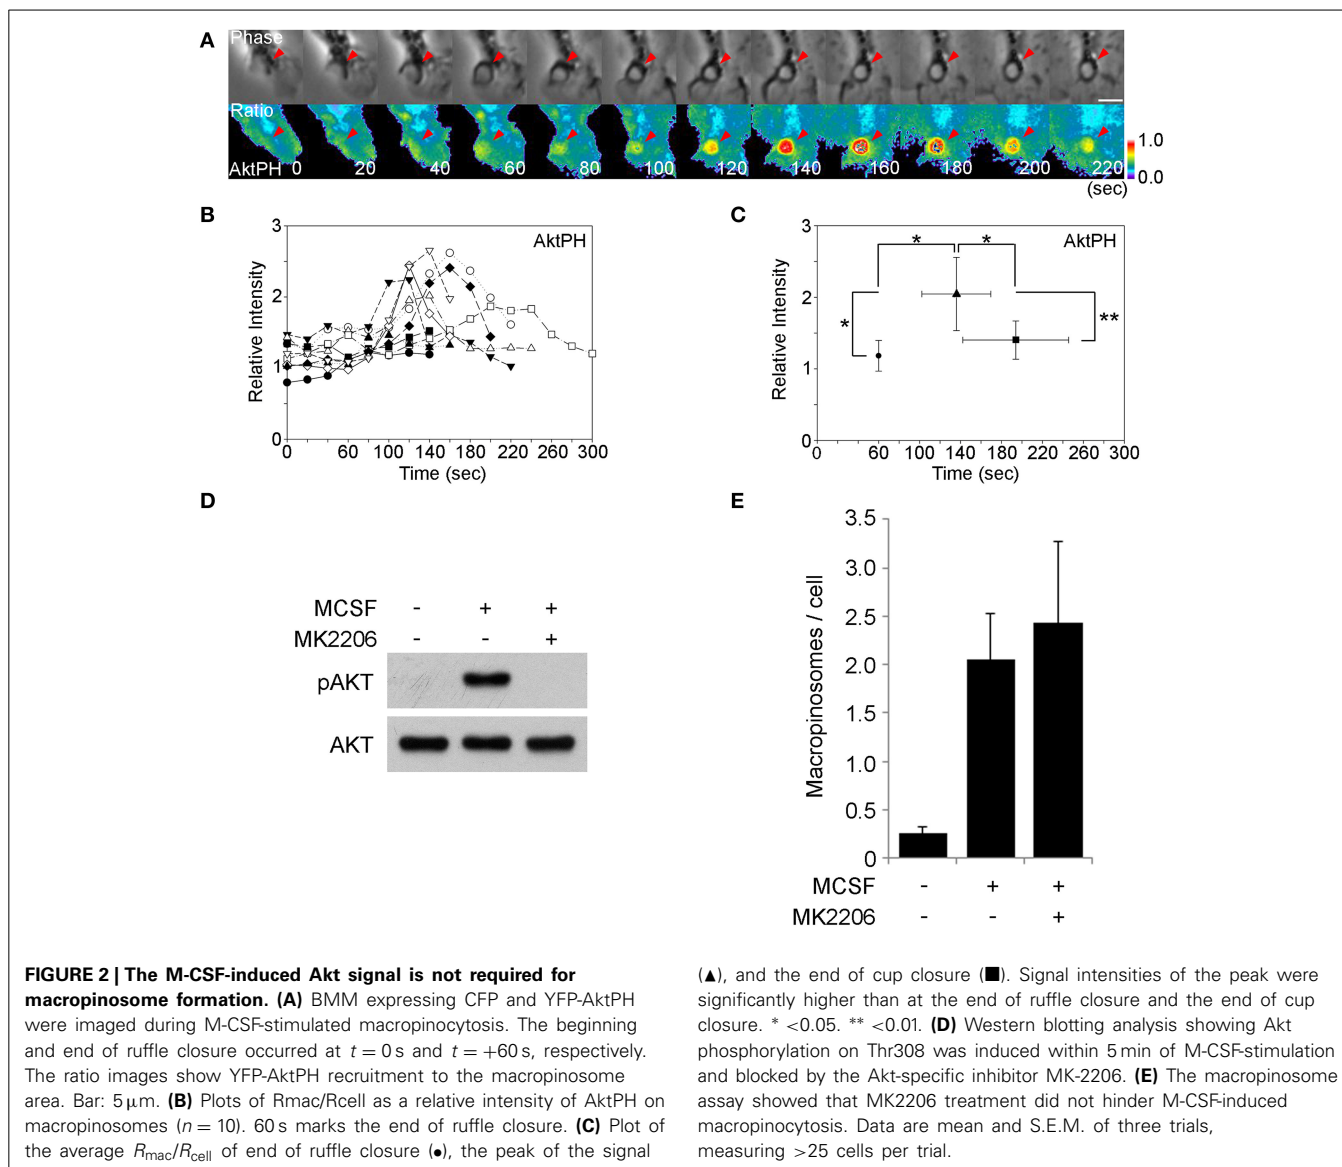 A
Phase
Ratio
AktPH 0 20 40 60 80 100 120 140 160 180 200 220
(sec)
1.0
0.0
B
3
2
1
0
Relative Intensity
AktPH
0 60 100 140 180 220 260 300
Time (sec)
C
3
2
1
0
Relative Intensity
AktPH
* *
*
**
0 60 100 140 180 220 260 300
Time (sec)
D
MCSF - + +
MK2206 - - +
pAKT
AKT
E
3.5
3.0
2.5
2.0
1.5
1.0
0.5
0
Macropinosomes / cell
MCSF - + +
MK2206 - - +
FIGURE 2 | The M-CSF-induced Akt signal is not required for
macropinosome formation. (A) BMM expressing CFP and YFP-AktPH
were imaged during M-CSF-stimulated macropinocytosis. The beginning
and end of ruffle closure occurred at t = 0 s and t = +60 s, respectively.
The ratio images show YFP-AktPH recruitment to the macropinosome
area. Bar: 5 μm. (B) Plots of Rmac/Rcell as a relative intensity of AktPH on
macropinosomes (n = 10). 60 s marks the end of ruffle closure. (C) Plot of
the average Rmac/Rcell of end of ruffle closure (●), the peak of the signal
(▲), and the end of cup closure (■). Signal intensities of the peak were
significantly higher than at the end of ruffle closure and the end of cup
closure. * <0.05. ** <0.01. (D) Western blotting analysis showing Akt
phosphorylation on Thr308 was induced within 5 min of M-CSF-stimulation
and blocked by the Akt-specific inhibitor MK-2206. (E) The macropinosome
assay showed that MK2206 treatment did not hinder M-CSF-induced
macropinocytosis. Data are mean and S.E.M. of three trials,
measuring >25 cells per trial.